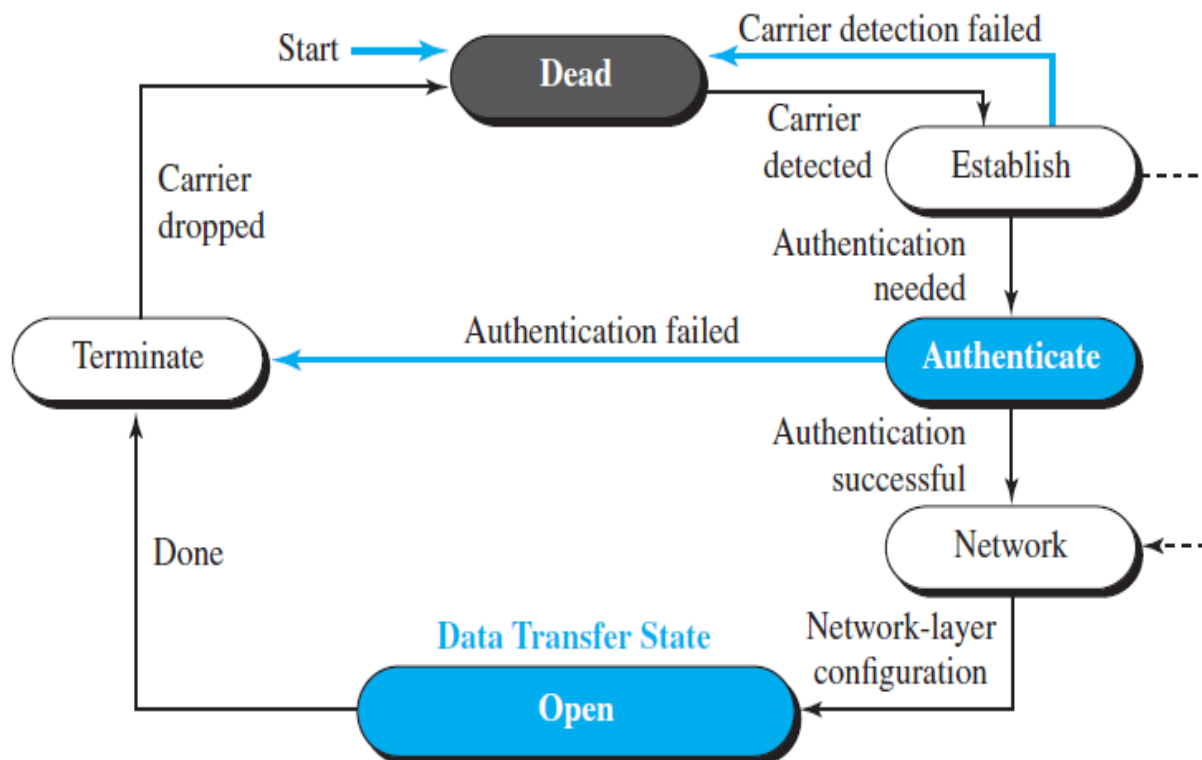 Start
Dead
Carrier detection failed
Carrier
detected
Establish
Carrier
dropped
Authentication
needed
Terminate
Authentication failed
Authenticate
Authentication
successful
Network
Done
Data Transfer State
Network-layer
configuration
Open